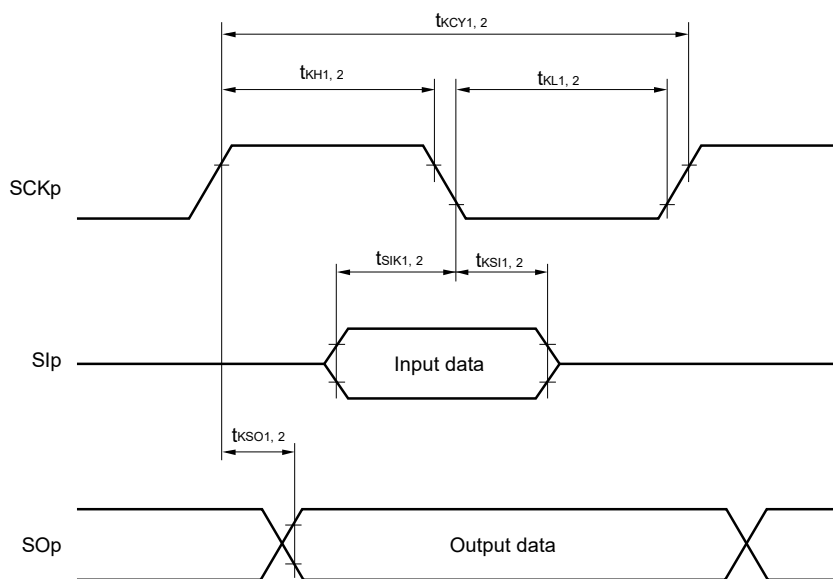 tKCY1, 2
tKH1, 2
tKL1, 2
SCKp
tSIK1, 2
tKSI1, 2
SIp
Input data
tKSO1, 2
SOp
Output data